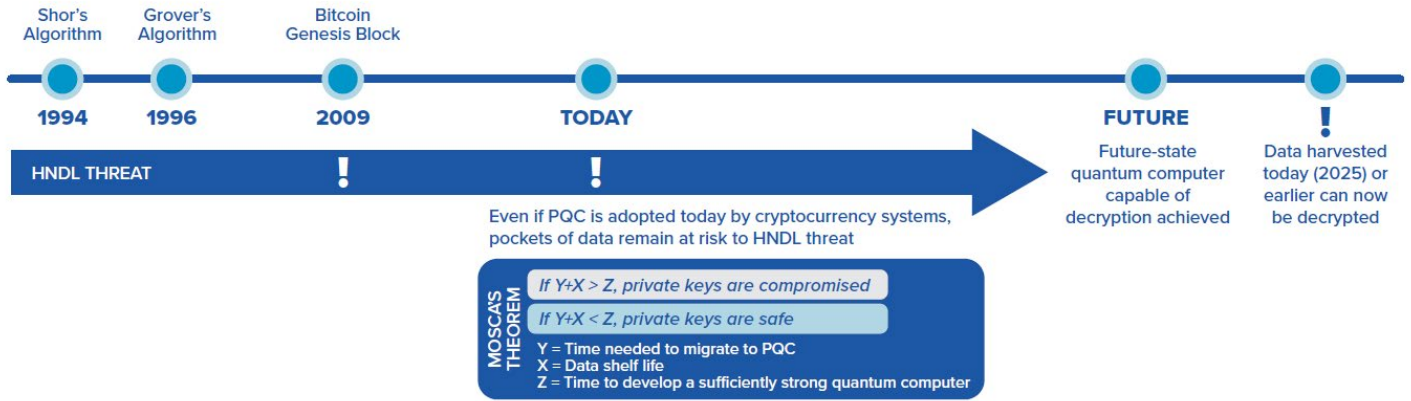 Shor's
Algorithm
Grover's
Algorithm
Bitcoin
Genesis Block
1994
1996
2009
TODAY
FUTURE
!
Future-state
quantum computer
capable of
decryption achieved
Data harvested
today (2025) or
earlier can now
be decrypted
HNDL THREAT
!
!
Even if PQC is adopted today by cryptocurrency systems,
pockets of data remain at risk to HNDL threat
MOSCA'S
THEOREM
If Y+X > Z, private keys are compromised
If Y+X < Z, private keys are safe
Y = Time needed to migrate to PQC
X = Data shelf life
Z = Time to develop a sufficiently strong quantum computer